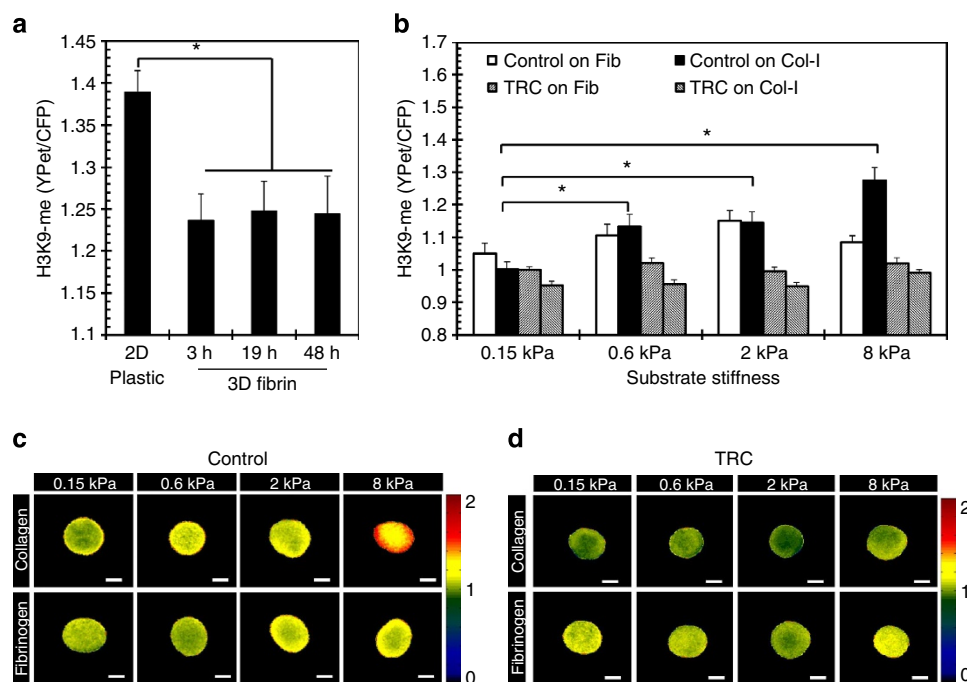 a
H3K9-me (YPet/CFP)
1.45
1.4
1.35
1.3
1.25
1.2
1.15
1.1
*
2D 3 h 19 h 48 h
Plastic
3D fibrin
b
H3K9-me (YPet/CFP)
1.7
1.6
1.5
1.4
1.3
1.2
1.1
1
0.9
0.8
Control on Fib Control on Col-I
TRC on Fib TRC on Col-I
*
*
*
0.15 kPa 0.6 kPa 2 kPa 8 kPa
Substrate stiffness
c
Control
0.15 kPa 0.6 kPa 2 kPa 8 kPa
Collagen
Fibrinogen
2
1
0
d
TRC
0.15 kPa 0.6 kPa 2 kPa 8 kPa
Collagen
Fibrinogen
2
1
0